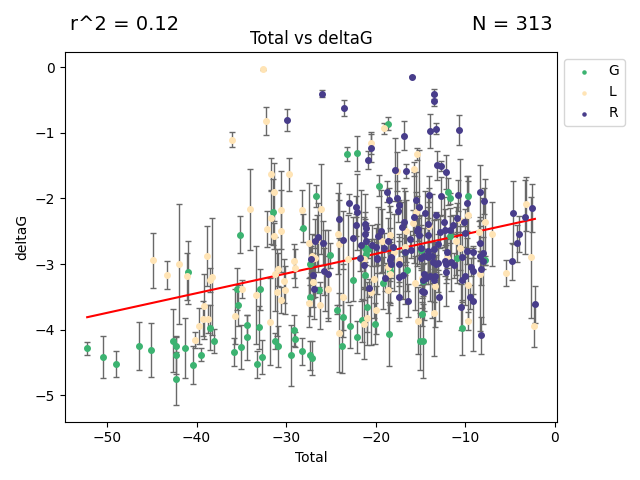 r^2 = 0.12 N = 313
Total vs deltaG
G
L
R
0
−1
−2
−3
−4
−5
deltaG
−50 −40 −30 −20 −10 0
Total